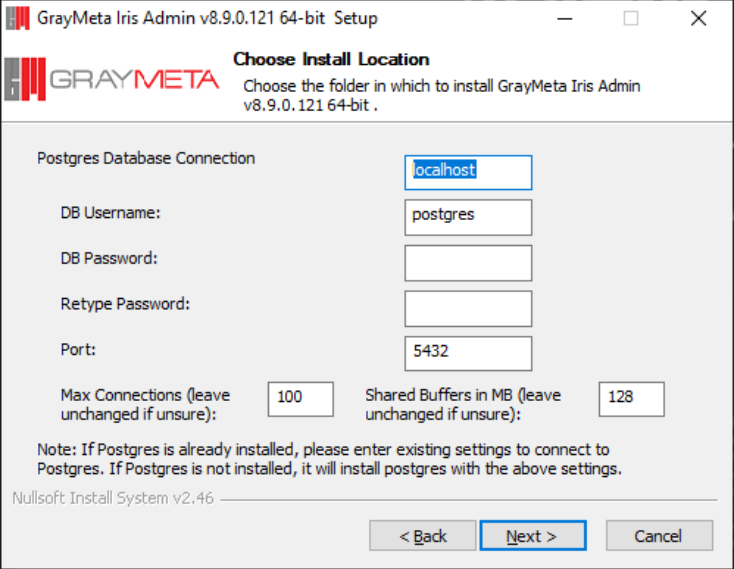 GrayMeta Iris Admin v8.9.0.121 64-bit Setup
GRAYMETA
Choose Install Location
Choose the folder in which to install GrayMeta Iris Admin
v8.9.0.121 64-bit .
Postgres Database Connection
localhost
DB Username:
postgres
DB Password:
Retype Password:
Port:
5432
Max Connections (leave
unchanged if unsure):
100
Shared Buffers in MB (leave
unchanged if unsure):
128
Note: If Postgres is already installed, please enter existing settings to connect to
Postgres. If Postgres is not installed, it will install postgres with the above settings.
Nullsoft Install System v2.46
< Back
Next >
Cancel